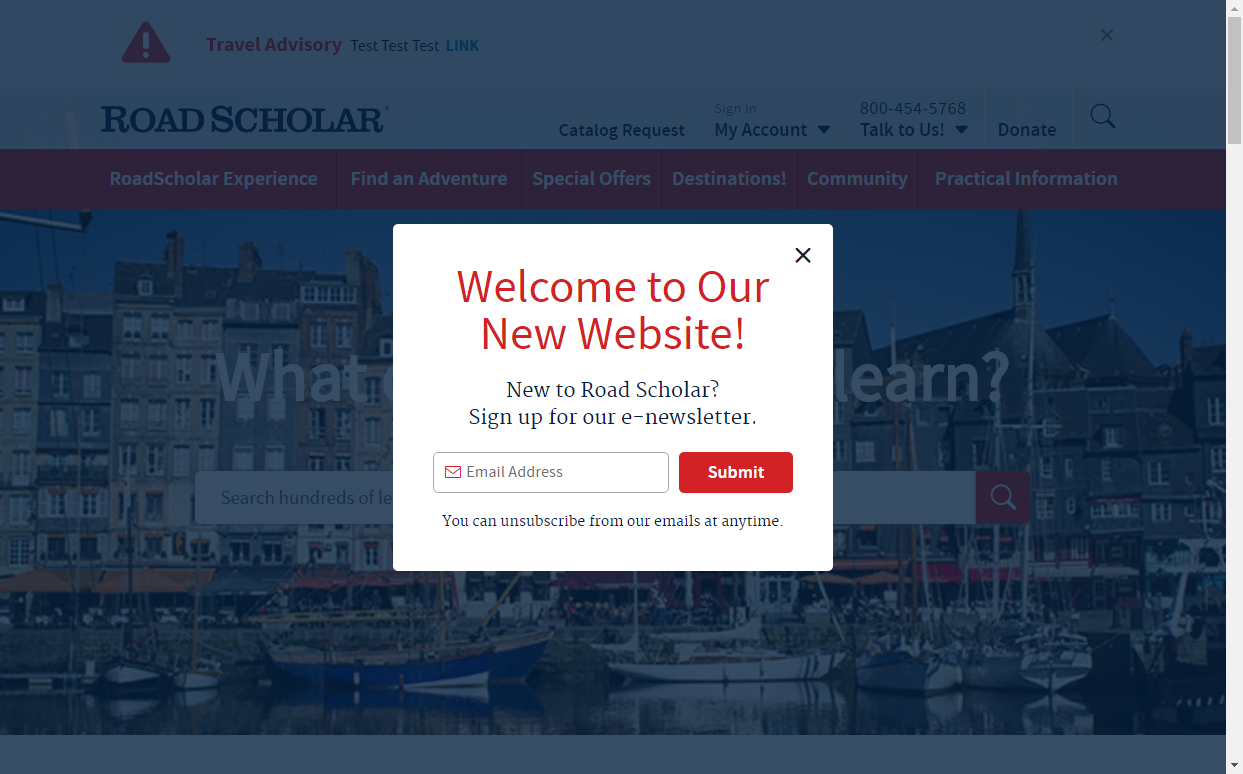 Travel Advisory Test Test Test LINK
ROAD SCHOLAR
Catalog Request
Sign In
My Account
800-454-5768
Talk to Us!
Donate
RoadScholar Experience
Find an Adventure
Special Offers
Destinations!
Community
Practical Information
What
learn?
Search hundreds of le
Welcome to Our
New Website!
New to Road Scholar?
Sign up for our e-newsletter.
Email Address
Submit
You can unsubscribe from our emails at anytime.